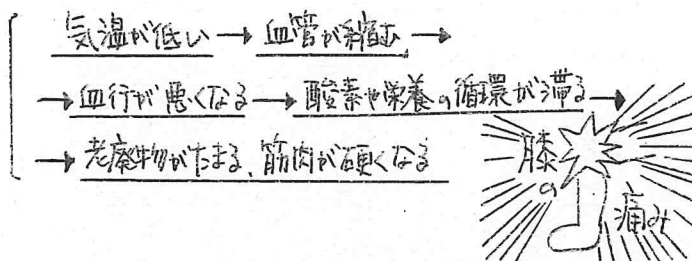 気温が低い→血管が縮む→
→血行が悪くなる→酸素や栄養の循環が滞る→
→老廃物がたまる、筋肉が硬くなる
膝の痛み